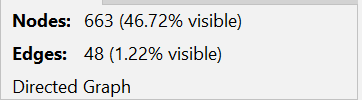 Nodes: 663 (46.72% visible)
Edges: 48 (1.22% visible)
Directed Graph